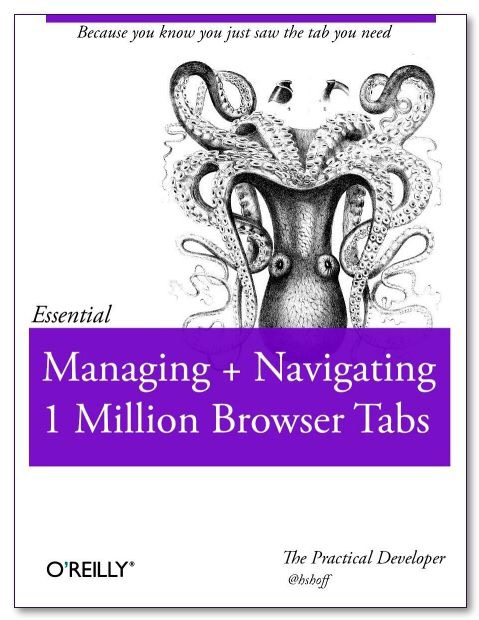 Because you know you just saw the tab you need
Essential
Managing + Navigating
1 Million Browser Tabs
O'REILLY®
The Practical Developer
@hshoff